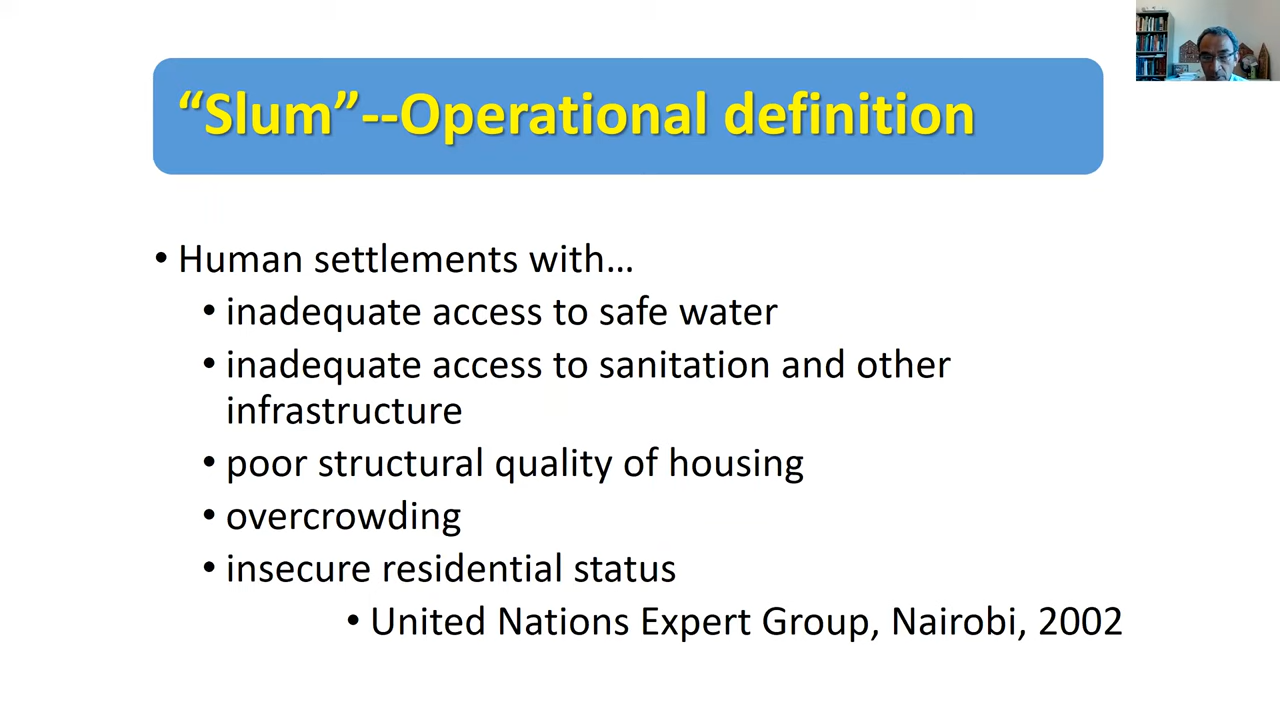 “Slum”--Operational definition
• Human settlements with…
• inadequate access to safe water
• inadequate access to sanitation and other
infrastructure
• poor structural quality of housing
• overcrowding
• insecure residential status
• United Nations Expert Group, Nairobi, 2002